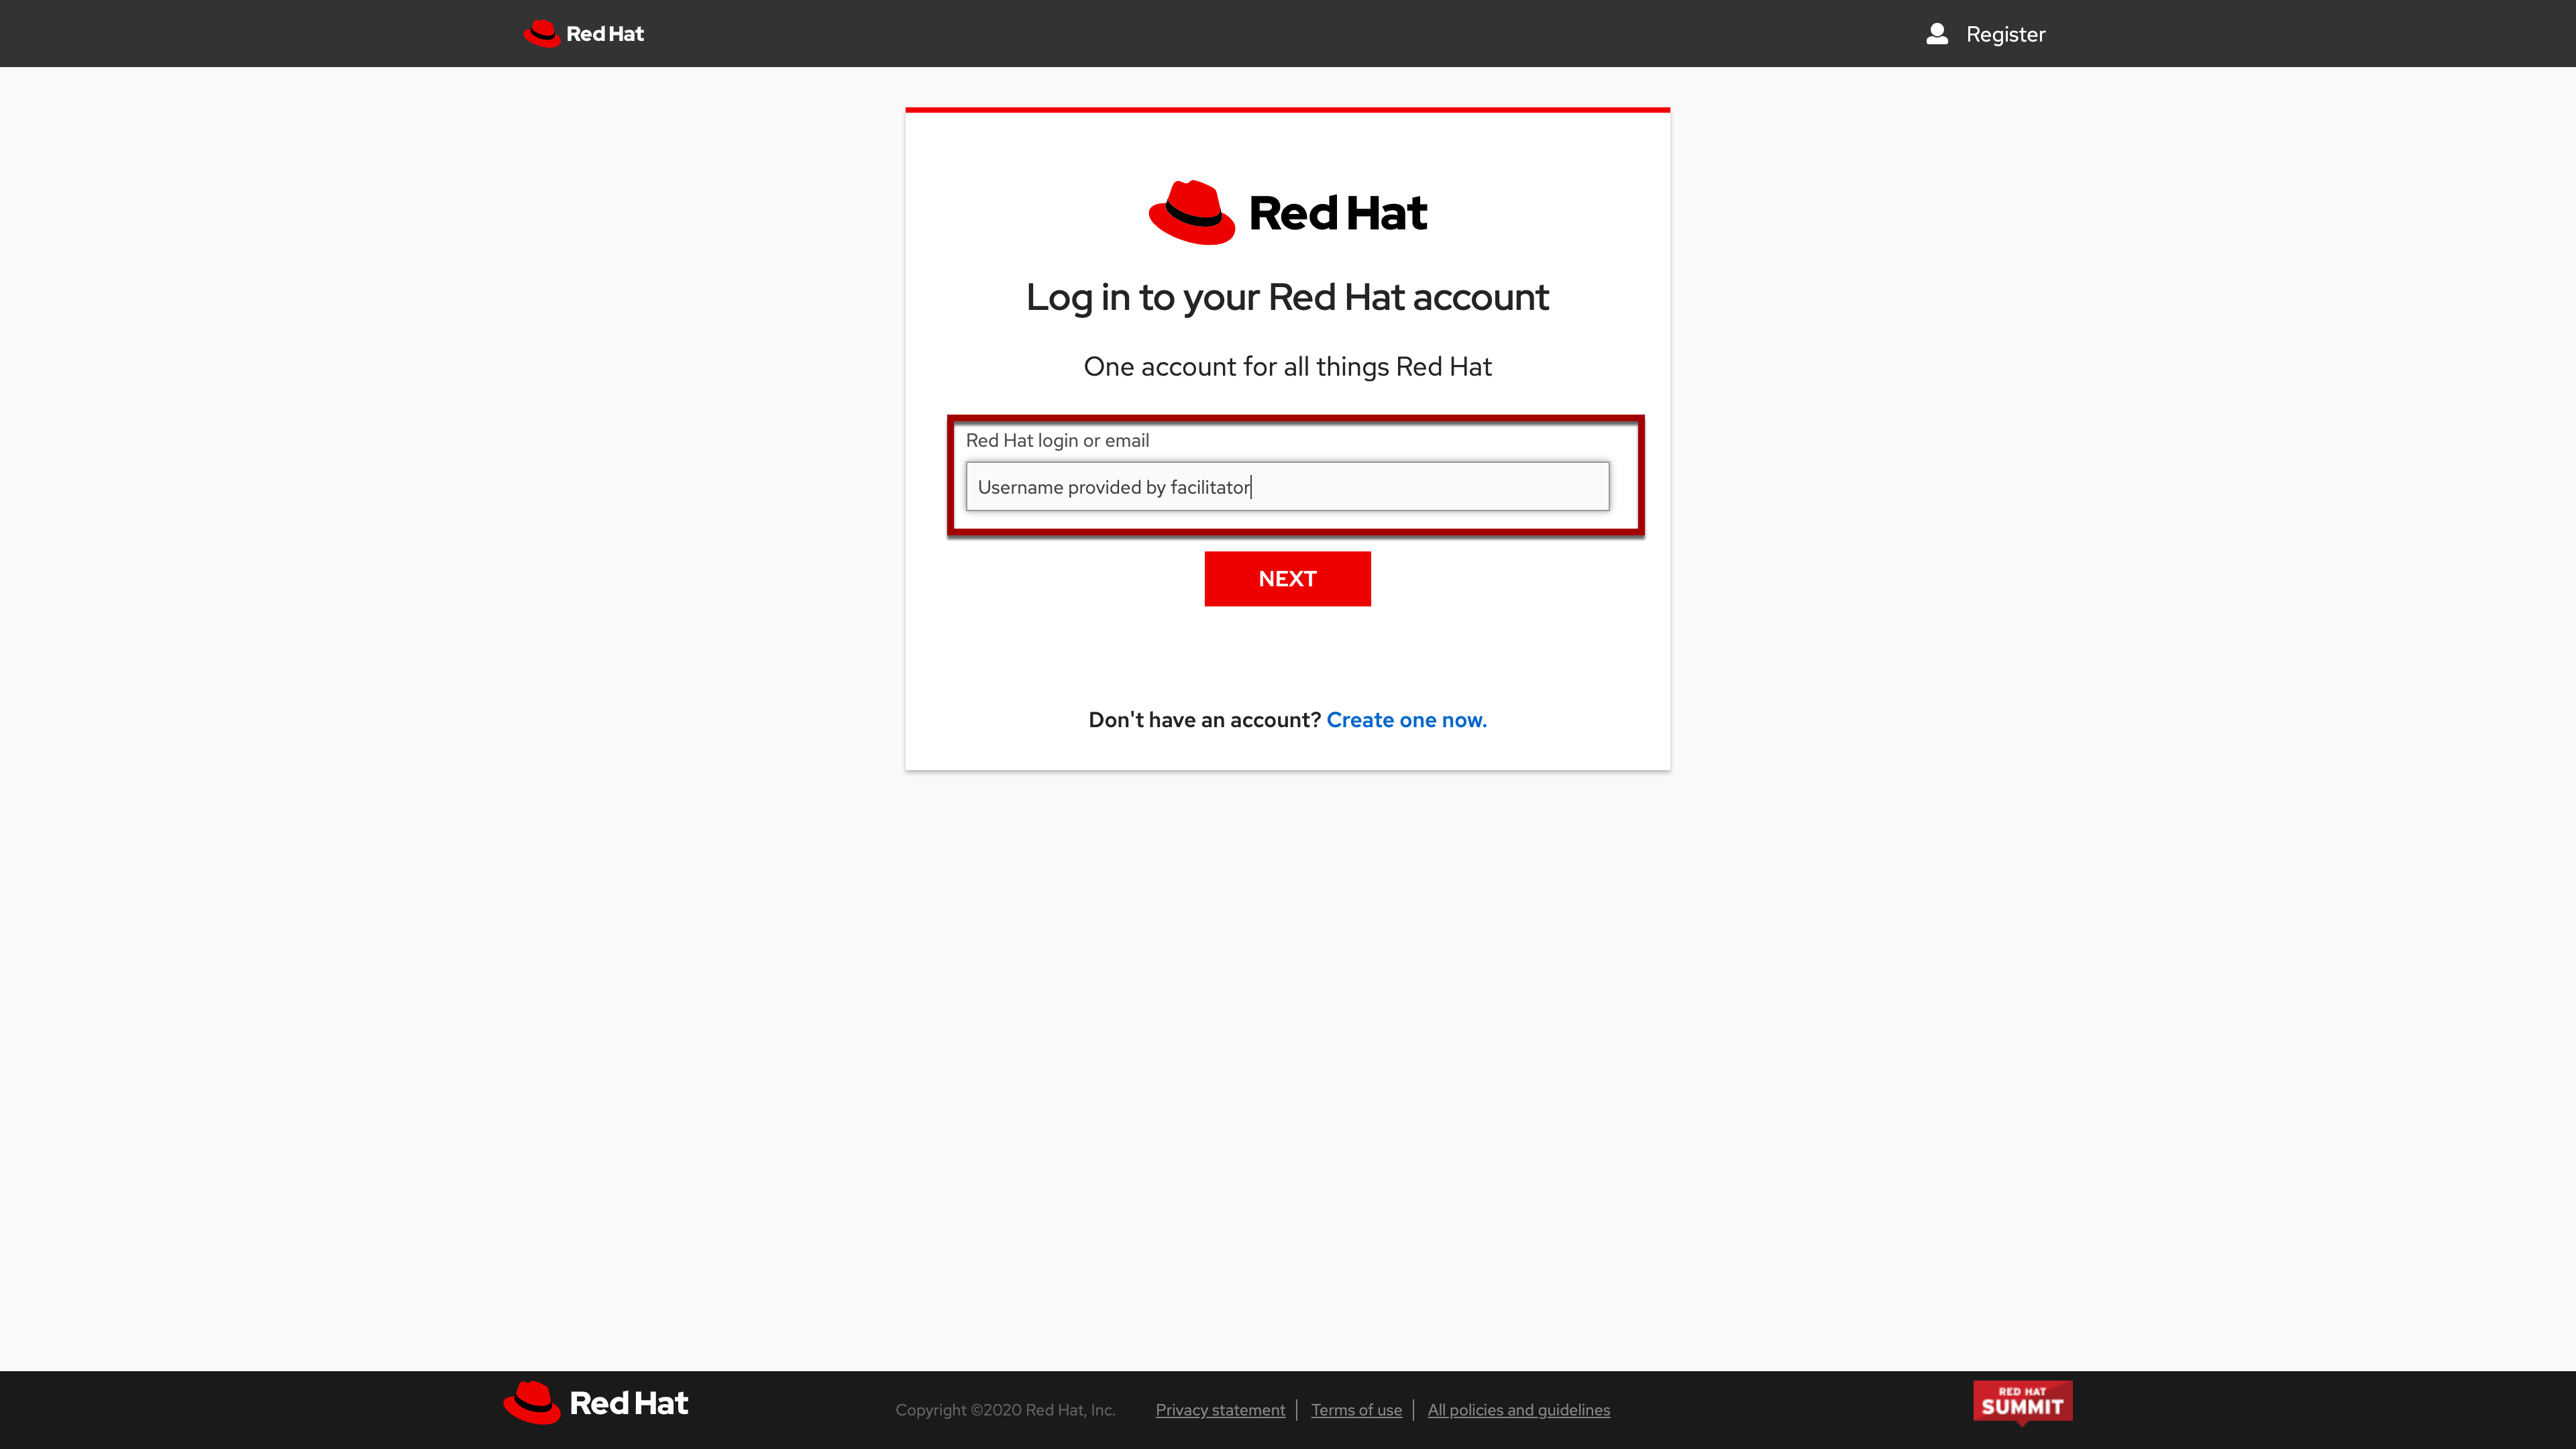 Red Hat
Register
Red Hat
Log in to your Red Hat account
One account for all things Red Hat
Red Hat login or email
Username provided by facilitator
NEXT
Don't have an account? Create one now.
Red Hat
Copyright ©2020 Red Hat, Inc. Privacy statement Terms of use All policies and guidelines
RED HAT
SUMMIT